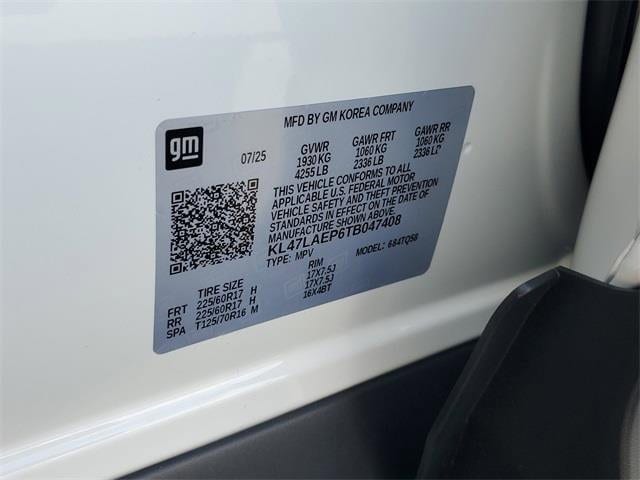 MFD BY GM KOREA COMPANY
gm
07/25
GVWR GAWR FRT GAWR RR
1930 KG 1060 KG 1060 KG
4255 LB 2336 LB 2336 LB
THIS VEHICLE CONFORMS TO ALL
APPLICABLE U.S. FEDERAL MOTOR
VEHICLE SAFETY AND THEFT PREVENTION
STANDARDS IN EFFECT ON THE DATE OF
MANUFACTURE SHOWN ABOVE.
KL47LAEP6TB047408
TYPE: MPV MODEL: 684TQ58
TIRE SIZE RIM
FRT 225/60R17 H 17X7.5J
RR 225/60R17 H 17X7.5J
SPA T125/70R16 M 16X4BT